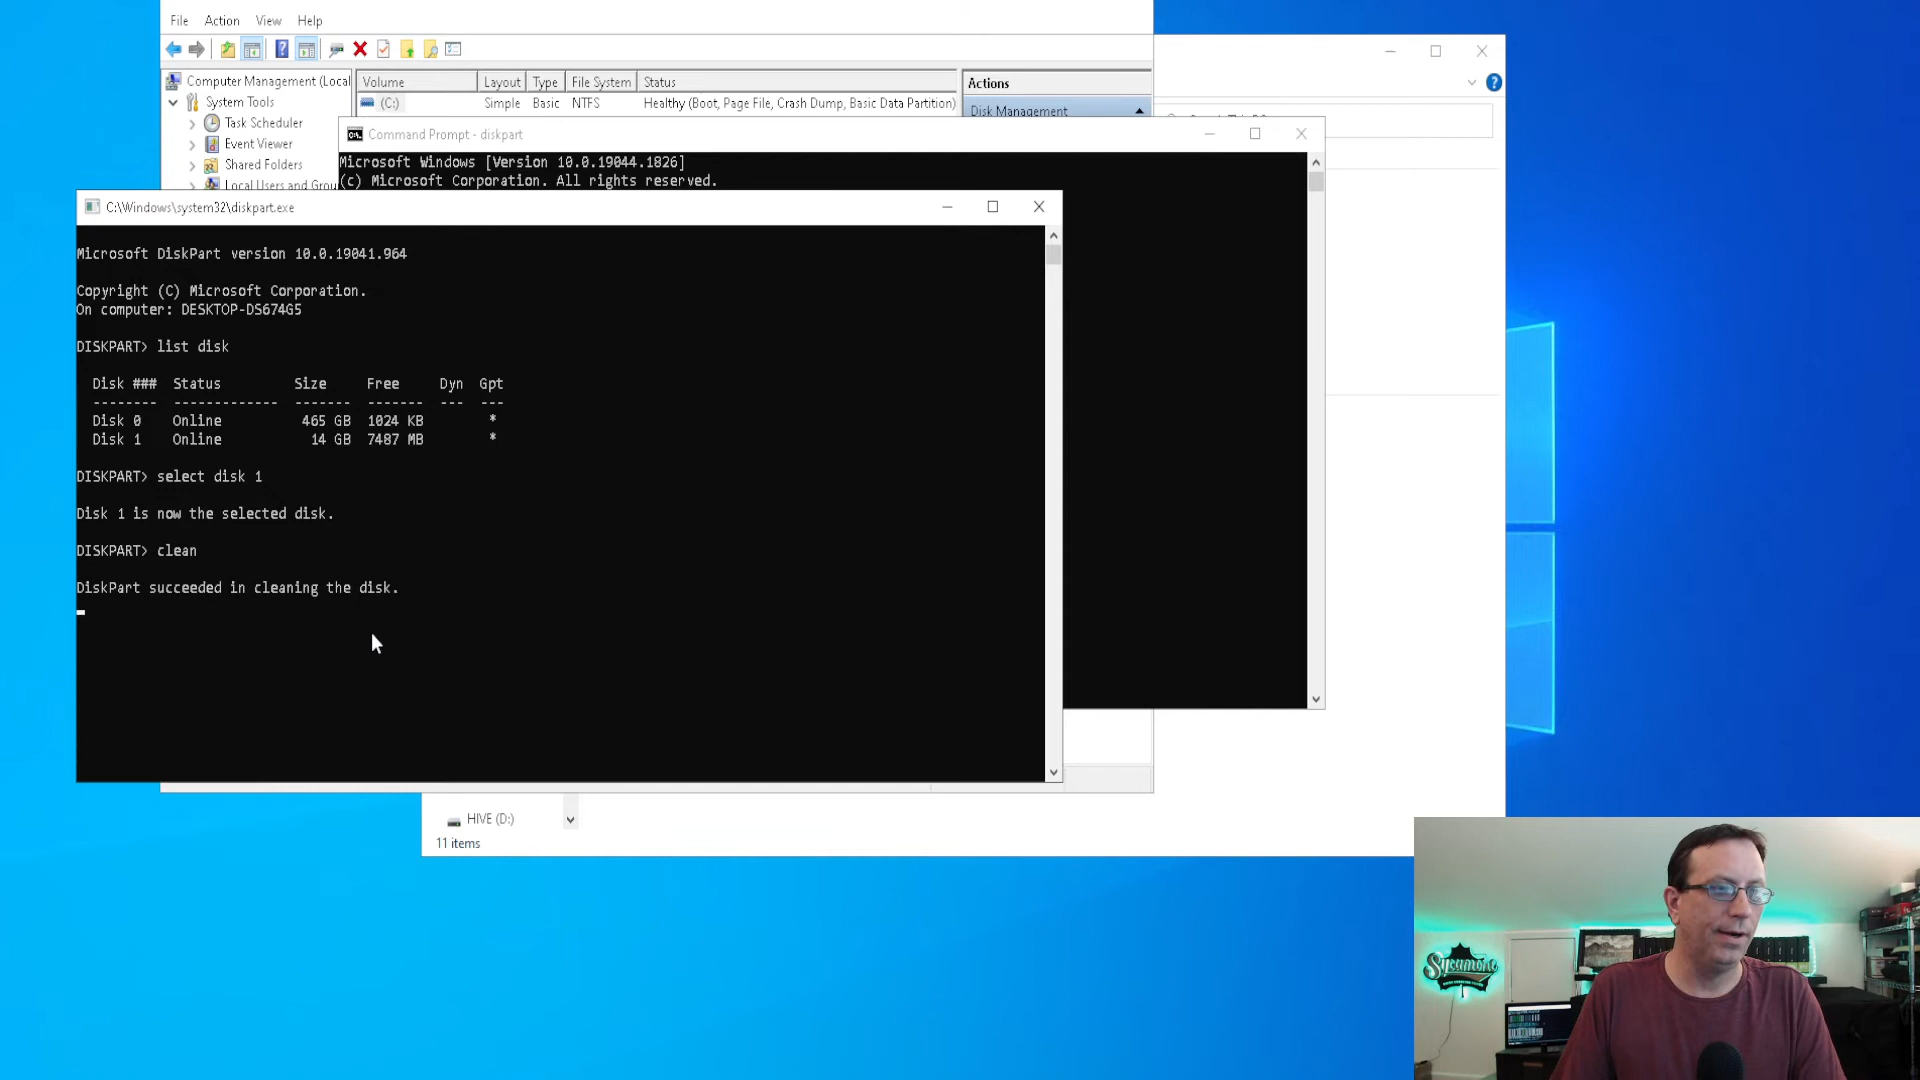 File Action View Help
Computer Management (Local
System Tools
Task Scheduler
Event Viewer
Shared Folders
Local Users and Grou
Volume Layout Type File System Status
(C:) Simple Basic NTFS Healthy (Boot, Page File, Crash Dump, Basic Data Partition)
Actions
Disk Management
Command Prompt - diskpart
Microsoft Windows [Version 10.0.19044.1826]
(c) Microsoft Corporation. All rights reserved.
C:\Windows\system32\diskpart.exe
Microsoft DiskPart version 10.0.19041.964
Copyright (C) Microsoft Corporation.
On computer: DESKTOP-DS674G5
DISKPART> list disk
Disk ### Status Size Free Dyn Gpt
-------- ------------- ------- ------- --- ---
Disk 0 Online 465 GB 1024 KB *
Disk 1 Online 14 GB 7487 MB *
DISKPART> select disk 1
Disk 1 is now the selected disk.
DISKPART> clean
DiskPart succeeded in cleaning the disk.
HIVE (D:)
11 items
Sycamore